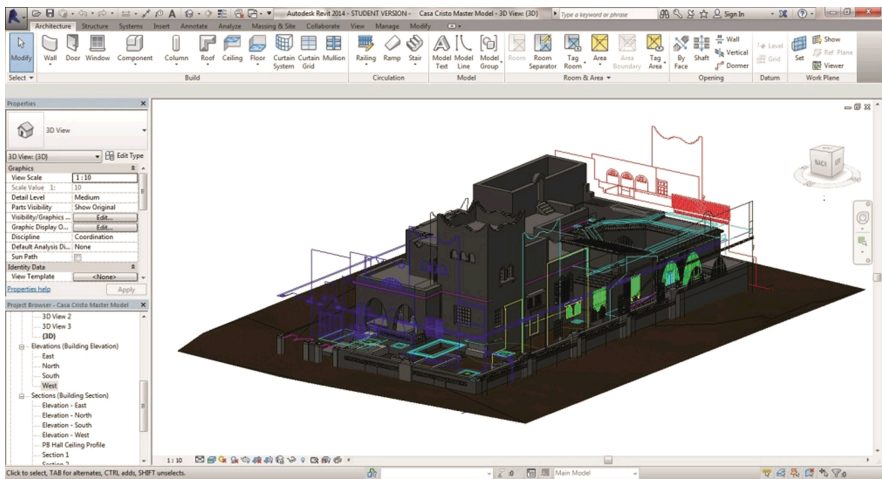 Autodesk Revit 2014 - STUDENT VERSION - Casa Cristo Master Model - 3D View: {3D}
Type a keyword or phrase
Sign In
Architecture Structure Systems Insert Annotate Analyze Massing & Site Collaborate View Manage Modify
Modify Wall Door Window Component Column Roof Ceiling Floor Curtain System Curtain Grid Mullion Railing Ramp Stair Model Text Model Line Model Group Room Room Separator Tag Room Area Area Boundary Tag Area By Face Shaft Wall Vertical Dormer Level Grid Set Show Ref Plane Viewer
Select Build Circulation Model Room & Area Opening Datum Work Plane
Properties
3D View
3D View: {3D} Edit Type
Graphics
View Scale 1 : 10
Scale Value 1: 10
Detail Level Medium
Parts Visibility Show Original
Visibility/Graphics ... Edit...
Graphic Display O... Edit...
Discipline Coordination
Default Analysis Di... None
Sun Path
Identity Data
View Template <None>
Properties help Apply
Project Browser - Casa Cristo Master Model
3D View 2
3D View 3
{3D}
Elevations (Building Elevation)
East
North
South
West
Sections (Building Section)
Elevation - East
Elevation - North
Elevation - South
Elevation - West
PB Hall Ceiling Profile
Section 1
Section 2
BACK
1 : 10
Click to select, TAB for alternates, CTRL adds, SHIFT unselects.
:0
Main Model
:0